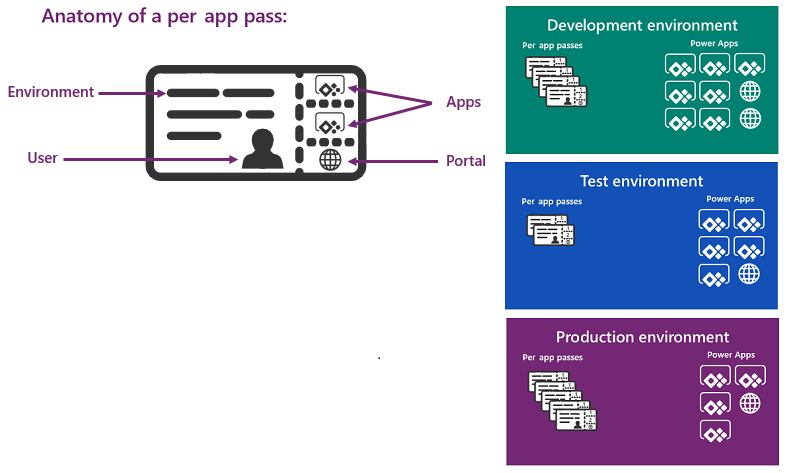 Anatomy of a per app pass:
Environment
User
Apps
Portal
Development environment
Per app passes
Power Apps
Test environment
Per app passes
Power Apps
Production environment
Per app passes
Power Apps